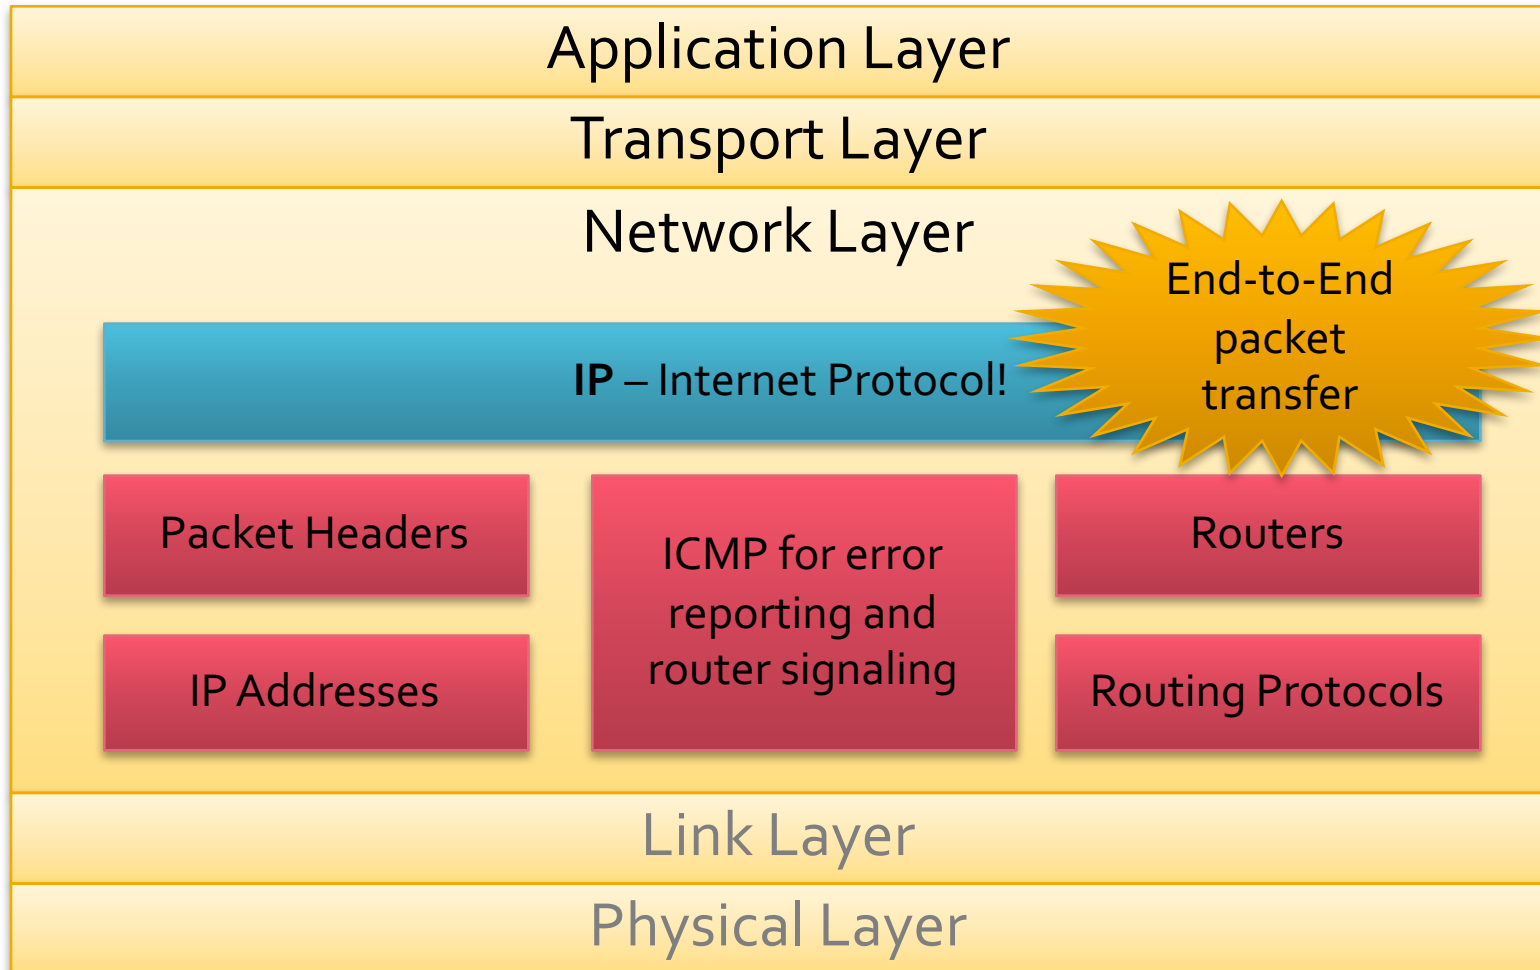 Application Layer
Transport Layer
Network Layer
End-to-End
packet
transfer
IP – Internet Protocol!
Packet Headers
ICMP for error
reporting and
router signaling
Routers
IP Addresses
Routing Protocols
Link Layer
Physical Layer